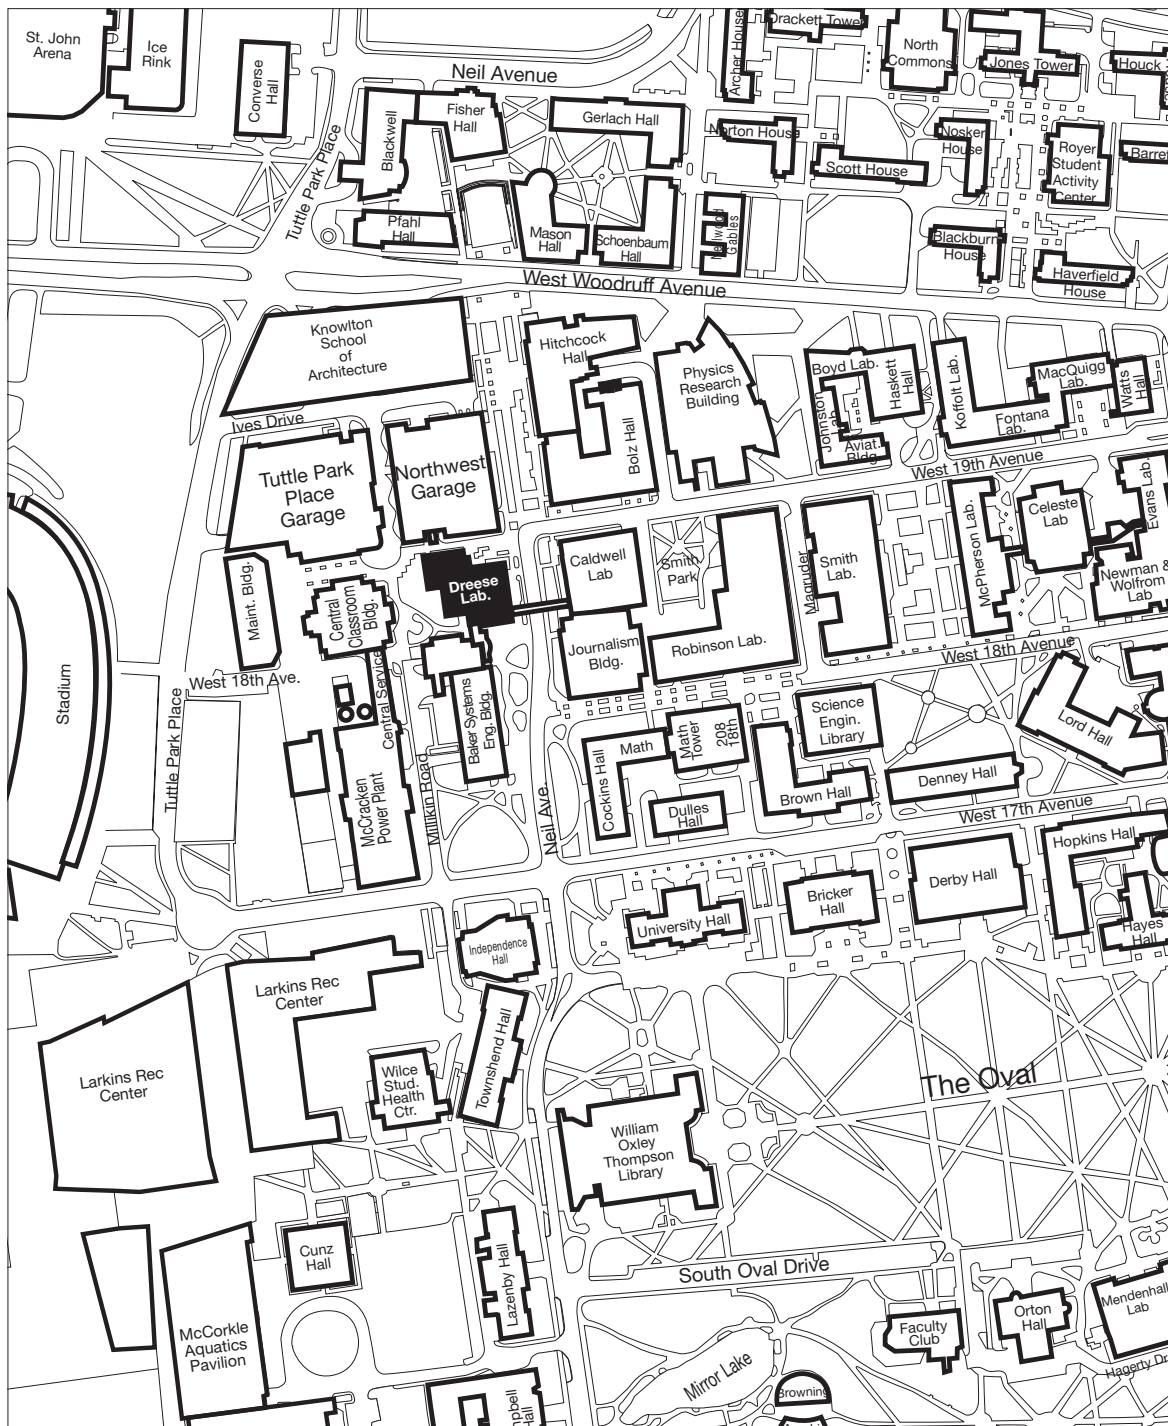 St. John
Arena
Ice
Rink
Converse
Hall
Neil Avenue
Tuttle Park Place
Blackwell
Fisher
Hall
Gerlach Hall
Pfahl
Hall
Mason
Hall
Schoenbaum
Hall
Archer House
Drackett Tower
North
Commons
Jones Tower
Houck
Norton House
Scott House
Nosker
House
Royer
Student
Activity
Center
Barre
Gables
Blackburn
House
Haverfield
House
West Woodruff Avenue
Knowlton
School
of
Architecture
Ives Drive
Hitchcock
Hall
Bolz Hall
Physics
Research
Building
Boyd Lab.
Haskett
Hall
Johnston
Lab.
Aviat.
Bldg.
Koffolt Lab.
MacQuigg
Lab.
Fontana
Lab.
Watts
Hall
West 19th Avenue
Tuttle Park
Place
Garage
Northwest
Garage
Dreese
Lab.
Caldwell
Lab
Smith
Park
Journalism
Bldg.
Robinson Lab.
Magruder
Smith
Lab.
McPherson Lab.
Celeste
Lab
Evans Lab.
Newman &
Wolfrom
Lab
West 18th Avenue
Maint. Bldg.
Central
Classroom
Bldg.
West 18th Ave.
Central Service
Stadium
Tuttle Park Place
McCracken
Power Plant
Millikin Road
Baker Systems
Eng. Bldg.
Neil Ave.
Cockins Hall
Math
Math
Tower
208
18th
Dulles
Hall
Science
Engin.
Library
Brown Hall
Denney Hall
Lord Hall
West 17th Avenue
Hopkins Hall
Derby Hall
Bricker
Hall
University Hall
Hayes
Hall
Independence
Hall
Larkins Rec
Center
Larkins Rec
Center
Townshend Hall
Wilce
Stud.
Health
Ctr.
The Oval
William
Oxley
Thompson
Library
Cunz
Hall
Lazenby Hall
South Oval Drive
McCorkle
Aquatics
Pavilion
Mirror Lake
Browning
Faculty
Club
Orton
Hall
Mendenhall
Lab
Hagerty Dr
pbell
Hall